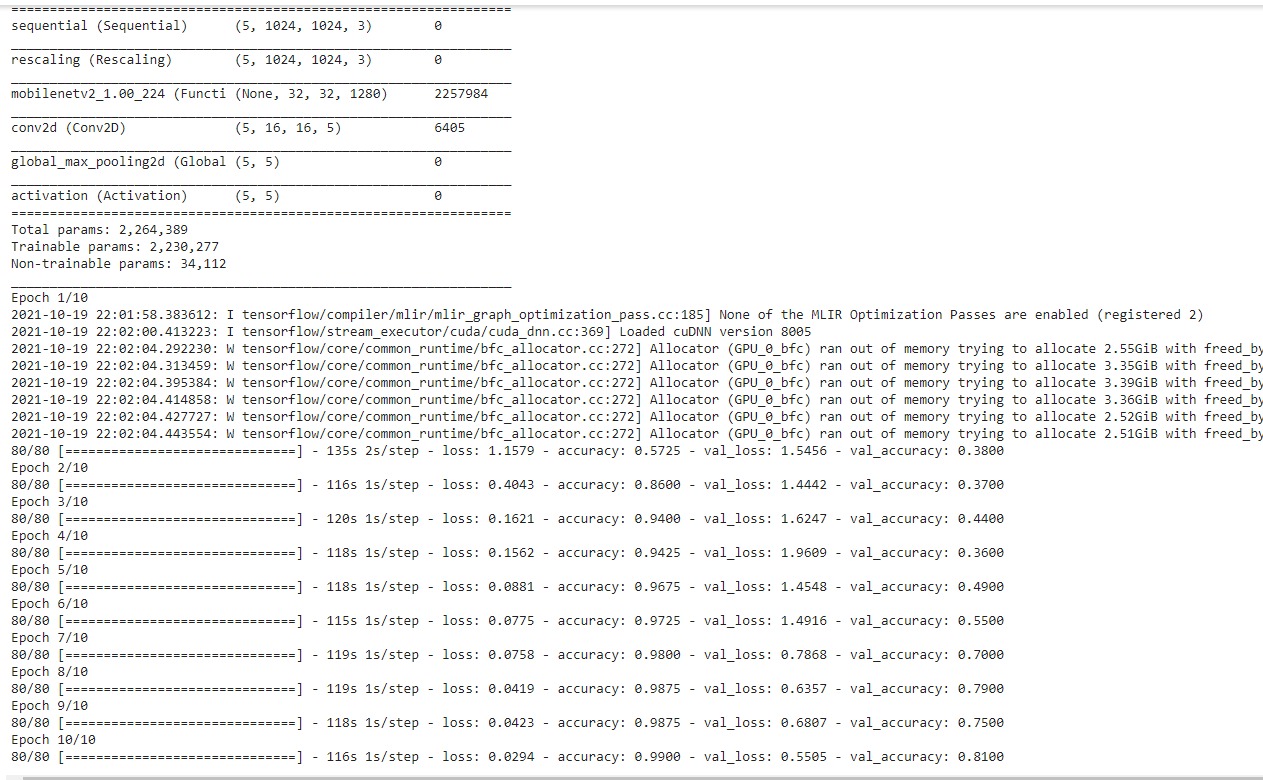 =================================================================
sequential (Sequential)      (5, 1024, 1024, 3)        0
_________________________________________________________________
rescaling (Rescaling)        (5, 1024, 1024, 3)        0
_________________________________________________________________
mobilenetv2_1.00_224 (Functi (None, 32, 32, 1280)      2257984
_________________________________________________________________
conv2d (Conv2D)              (5, 16, 16, 5)            6405
_________________________________________________________________
global_max_pooling2d (Global (5, 5)                    0
_________________________________________________________________
activation (Activation)      (5, 5)                    0
=================================================================
Total params: 2,264,389
Trainable params: 2,230,277
Non-trainable params: 34,112
_________________________________________________________________
Epoch 1/10
2021-10-19 22:01:58.383612: I tensorflow/compiler/mlir/mlir_graph_optimization_pass.cc:185] None of the MLIR Optimization Passes are enabled (registered 2)
2021-10-19 22:02:00.413223: I tensorflow/stream_executor/cuda/cuda_dnn.cc:369] Loaded cuDNN version 8005
2021-10-19 22:02:04.292230: W tensorflow/core/common_runtime/bfc_allocator.cc:272] Allocator (GPU_0_bfc) ran out of memory trying to allocate 2.55GiB with freed_by
2021-10-19 22:02:04.313459: W tensorflow/core/common_runtime/bfc_allocator.cc:272] Allocator (GPU_0_bfc) ran out of memory trying to allocate 3.35GiB with freed_by
2021-10-19 22:02:04.395384: W tensorflow/core/common_runtime/bfc_allocator.cc:272] Allocator (GPU_0_bfc) ran out of memory trying to allocate 3.39GiB with freed_by
2021-10-19 22:02:04.414858: W tensorflow/core/common_runtime/bfc_allocator.cc:272] Allocator (GPU_0_bfc) ran out of memory trying to allocate 3.36GiB with freed_by
2021-10-19 22:02:04.427727: W tensorflow/core/common_runtime/bfc_allocator.cc:272] Allocator (GPU_0_bfc) ran out of memory trying to allocate 2.52GiB with freed_by
2021-10-19 22:02:04.443554: W tensorflow/core/common_runtime/bfc_allocator.cc:272] Allocator (GPU_0_bfc) ran out of memory trying to allocate 2.51GiB with freed_by
80/80 [==============================] - 135s 2s/step - loss: 1.1579 - accuracy: 0.5725 - val_loss: 1.5456 - val_accuracy: 0.3800
Epoch 2/10
80/80 [==============================] - 116s 1s/step - loss: 0.4043 - accuracy: 0.8600 - val_loss: 1.4442 - val_accuracy: 0.3700
Epoch 3/10
80/80 [==============================] - 120s 1s/step - loss: 0.1621 - accuracy: 0.9400 - val_loss: 1.6247 - val_accuracy: 0.4400
Epoch 4/10
80/80 [==============================] - 118s 1s/step - loss: 0.1562 - accuracy: 0.9425 - val_loss: 1.9609 - val_accuracy: 0.3600
Epoch 5/10
80/80 [==============================] - 118s 1s/step - loss: 0.0881 - accuracy: 0.9675 - val_loss: 1.4548 - val_accuracy: 0.4900
Epoch 6/10
80/80 [==============================] - 115s 1s/step - loss: 0.0775 - accuracy: 0.9725 - val_loss: 1.4916 - val_accuracy: 0.5500
Epoch 7/10
80/80 [==============================] - 119s 1s/step - loss: 0.0758 - accuracy: 0.9800 - val_loss: 0.7868 - val_accuracy: 0.7000
Epoch 8/10
80/80 [==============================] - 119s 1s/step - loss: 0.0419 - accuracy: 0.9875 - val_loss: 0.6357 - val_accuracy: 0.7900
Epoch 9/10
80/80 [==============================] - 118s 1s/step - loss: 0.0423 - accuracy: 0.9875 - val_loss: 0.6807 - val_accuracy: 0.7500
Epoch 10/10
80/80 [==============================] - 116s 1s/step - loss: 0.0294 - accuracy: 0.9900 - val_loss: 0.5505 - val_accuracy: 0.8100